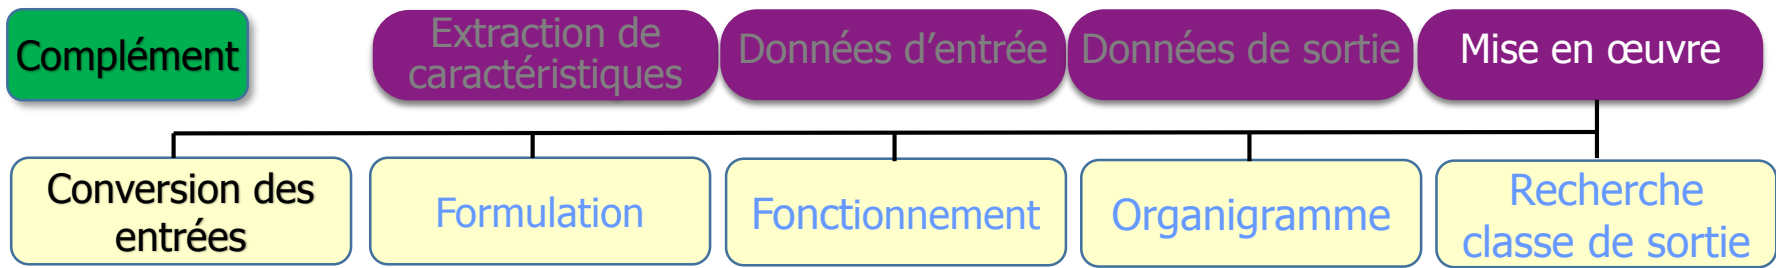 Complément
Extraction de
caractéristiques
Données d’entrée
Données de sortie
Mise en œuvre
Conversion des
entrées
Formulation
Fonctionnement
Organigramme
Recherche
classe de sortie